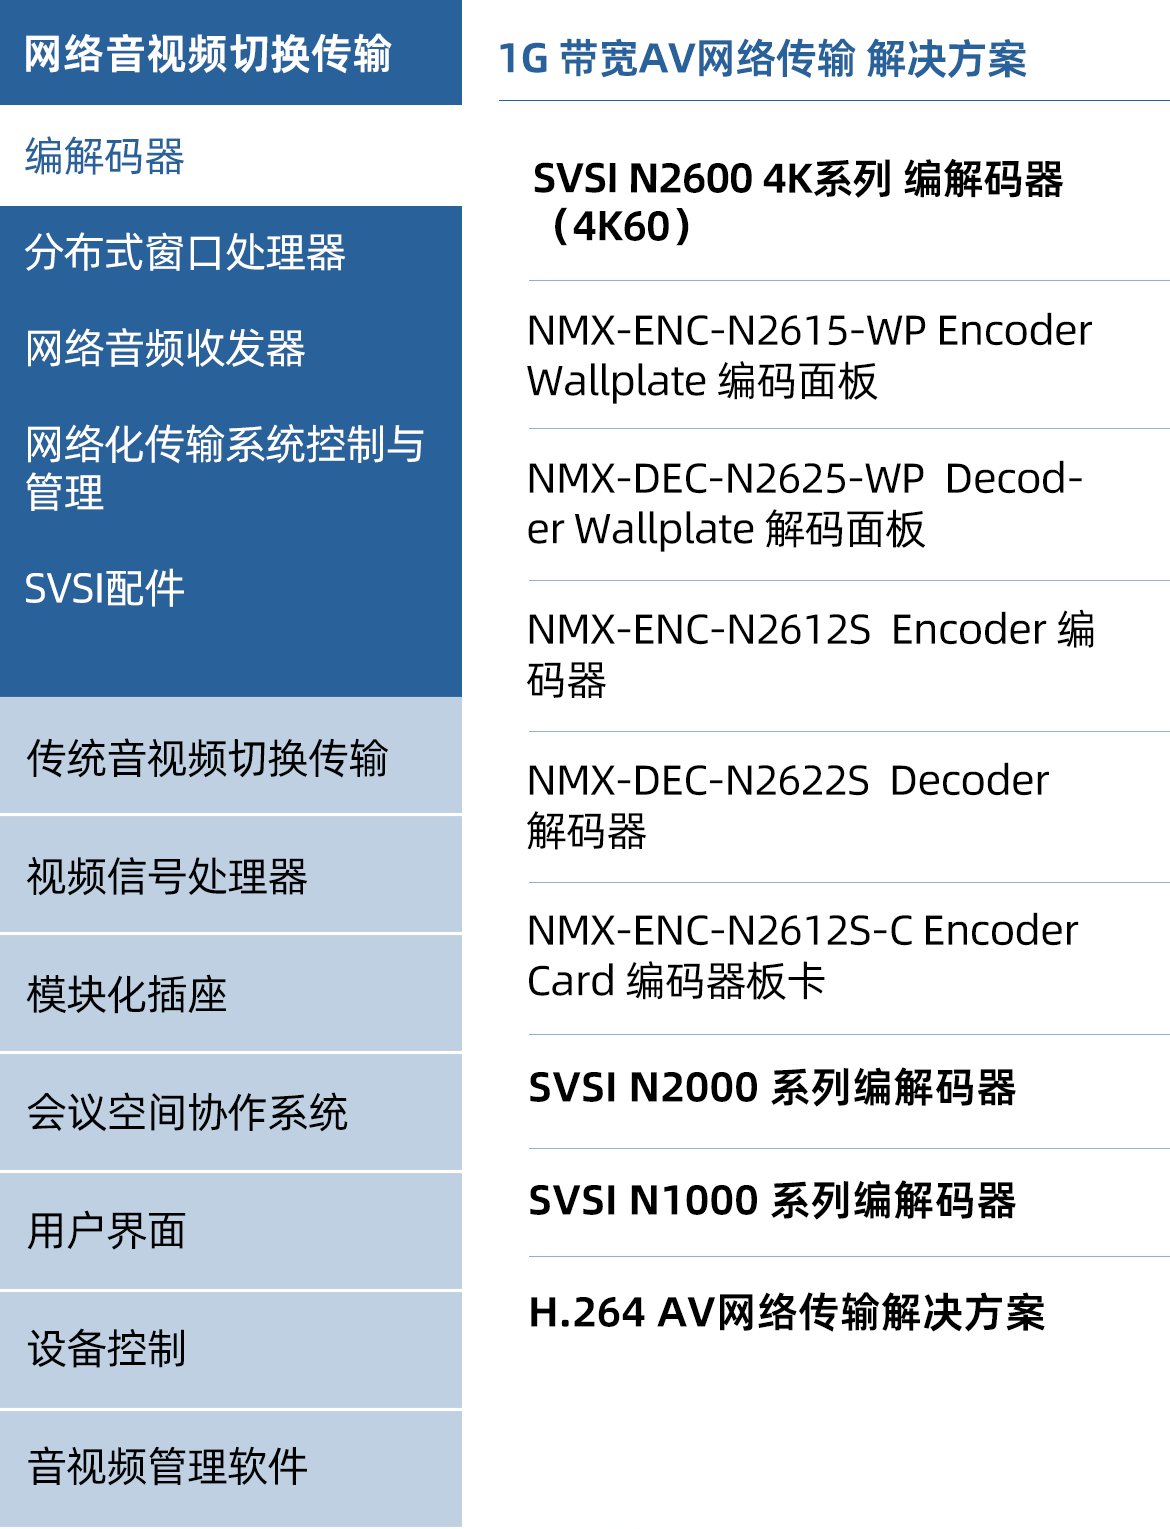 网络音视频切换传输
编解码器
分布式窗口处理器
网络音频收发器
网络化传输系统控制与
管理
SVSI配件
传统音视频切换传输
视频信号处理器
模块化插座
会议空间协作系统
用户界面
设备控制
音视频管理软件
1G 带宽AV网络传输 解决方案
SVSI N2600 4K系列 编解码器
（4K60）
NMX-ENC-N2615-WP Encoder
Wallplate 编码面板
NMX-DEC-N2625-WP Decod-
er Wallplate 解码面板
NMX-ENC-N2612S Encoder 编
码器
NMX-DEC-N2622S Decoder
解码器
NMX-ENC-N2612S-C Encoder
Card 编码器板卡
SVSI N2000 系列编解码器
SVSI N1000 系列编解码器
H.264 AV网络传输解决方案